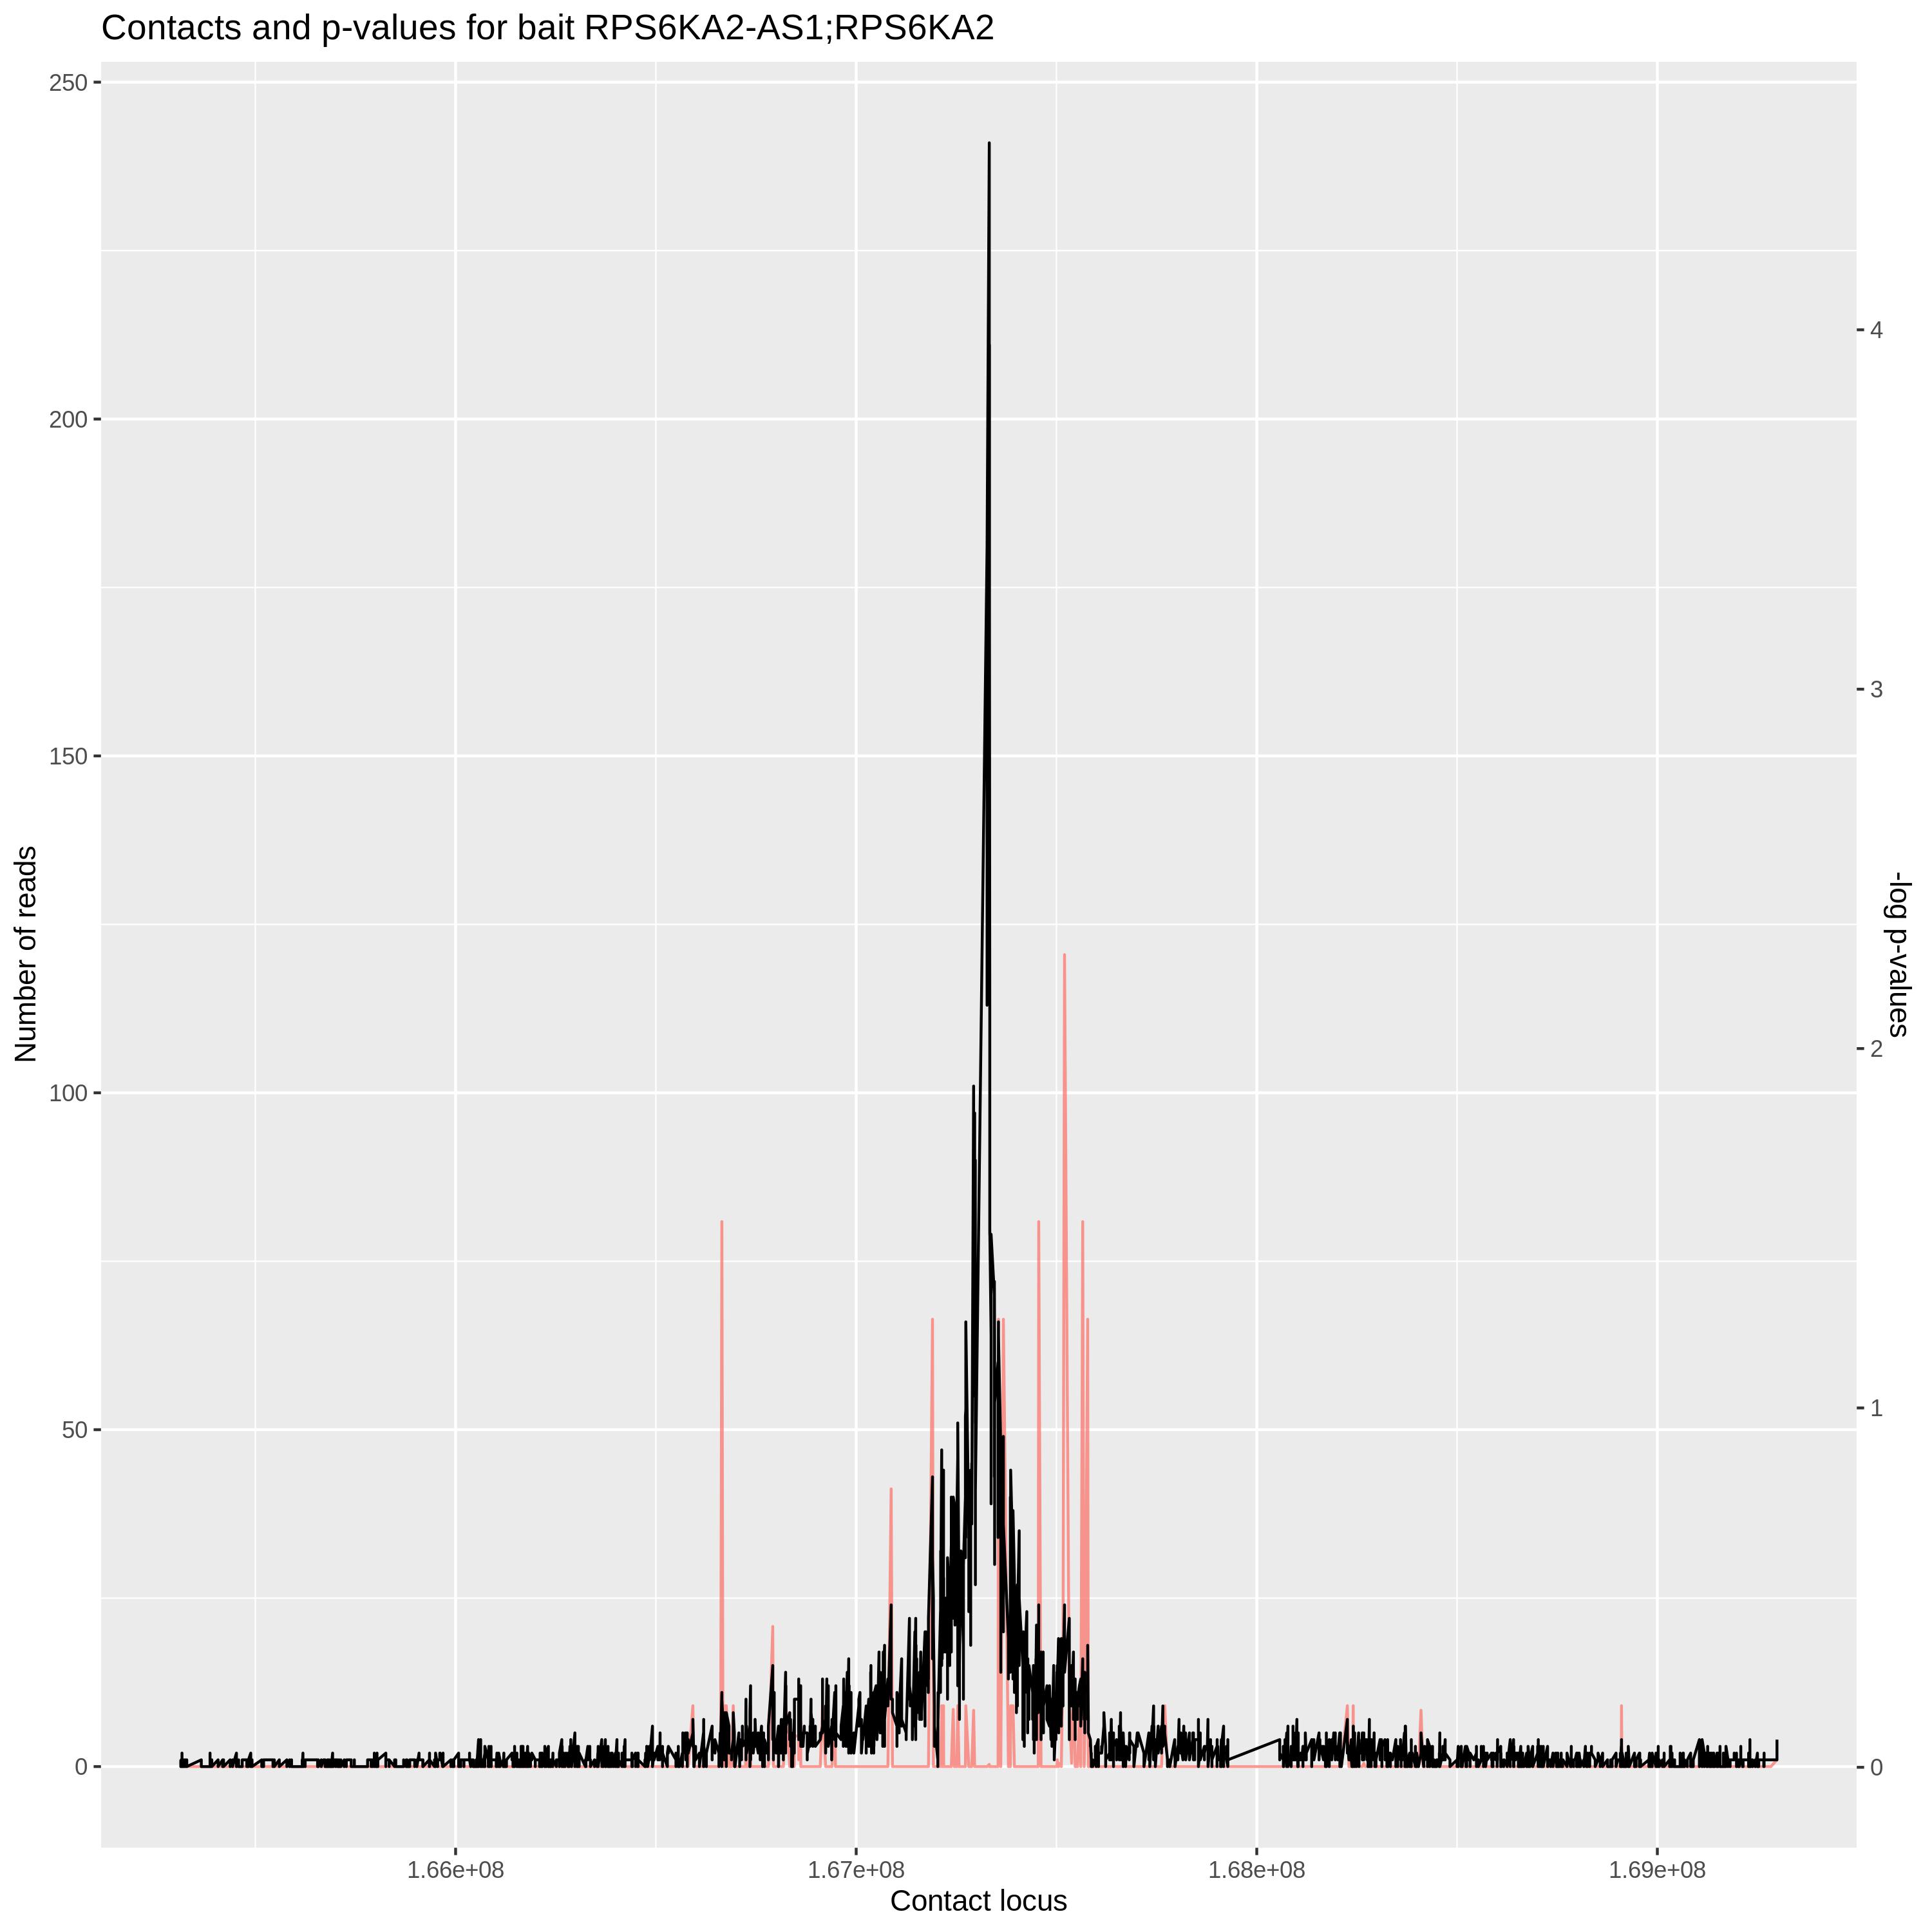 Contacts and p-values for bait RPS6KA2-AS1;RPS6KA2
250
200
150
100
50
0
Number of reads
4
3
2
1
0
-log p-values
1.66e+08
1.67e+08
1.68e+08
1.69e+08
Contact locus